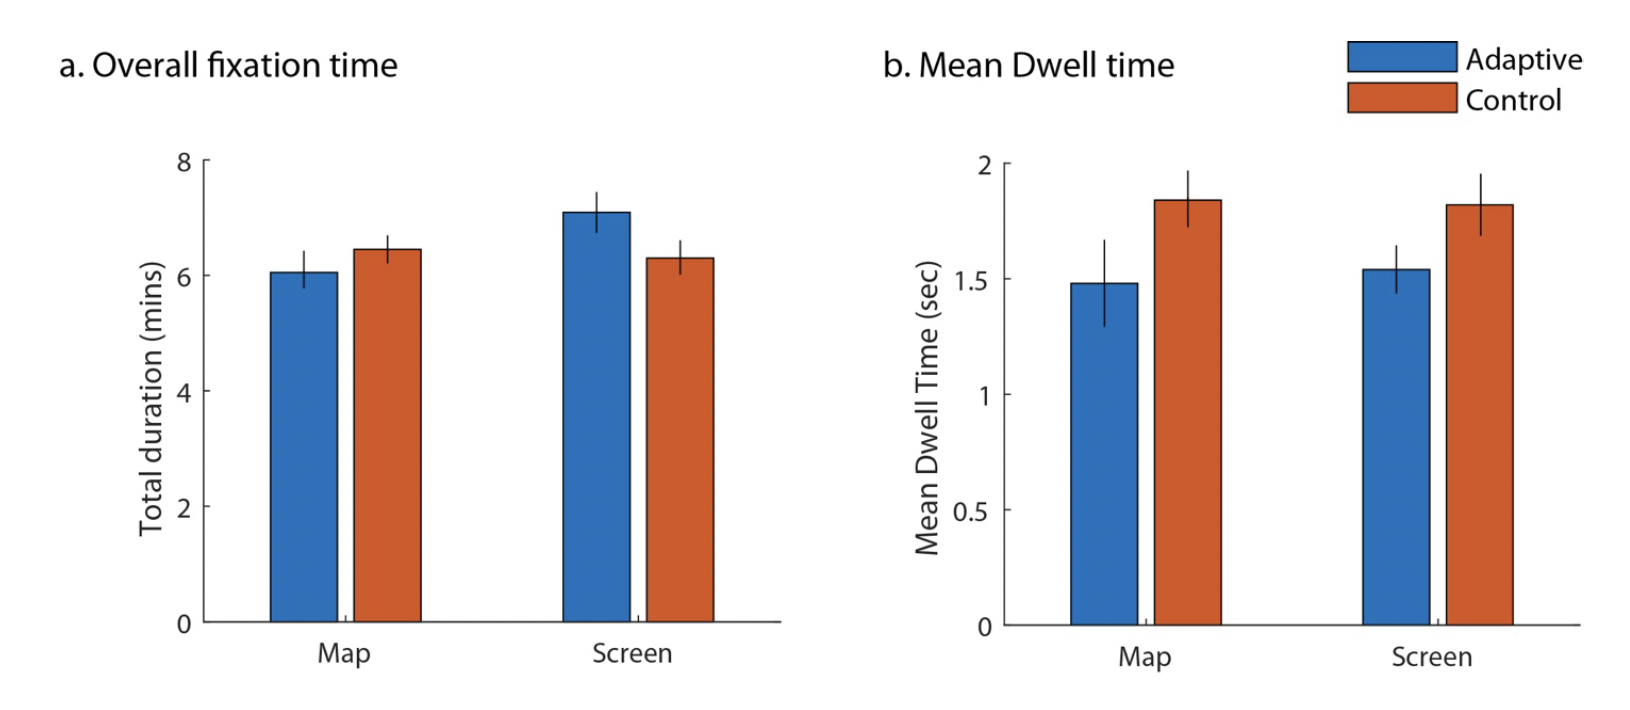 a. Overall fixation time
8
6
4
2
0
Total duration (mins)
Map
Screen
b. Mean Dwell time
Adaptive
Control
2
1.5
1
0.5
0
Mean Dwell Time (sec)
Map
Screen